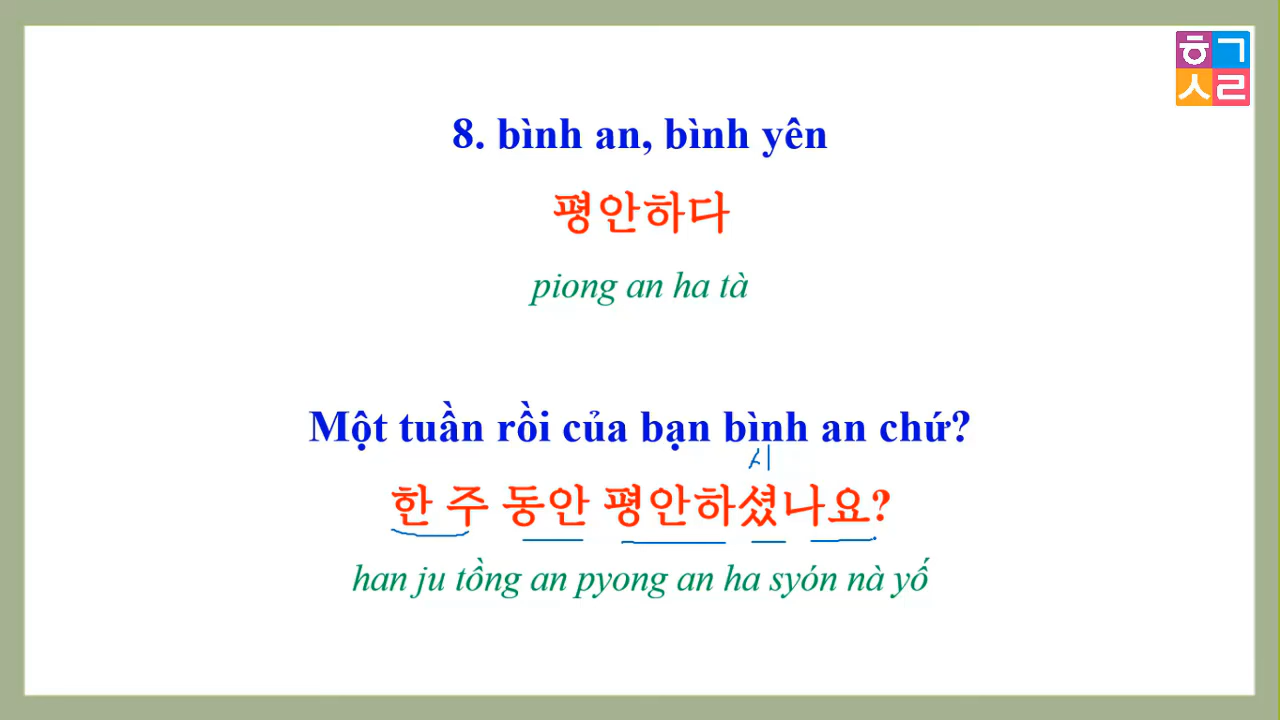 ㅎㄱ
ㅅㄹ
8. bình an, bình yên
평안하다
piong an ha tà
Một tuần rồi của bạn bình an chứ?
시
한 주 동안 평안하셨나요?
han ju tồng an pyong an ha syón nà yố